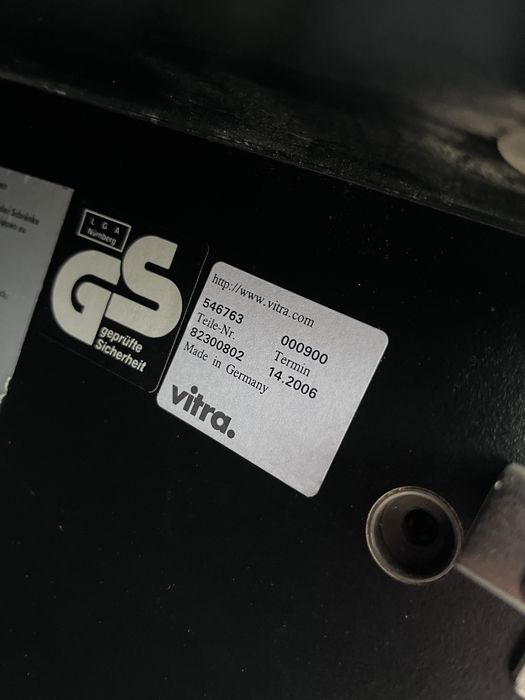 L G A
Nürnberg
GS
geprüfte
Sicherheit
http://www.vitra.com
546763 000900
Teile-Nr. Termin
82300802 14.2006
Made in Germany
vitra.